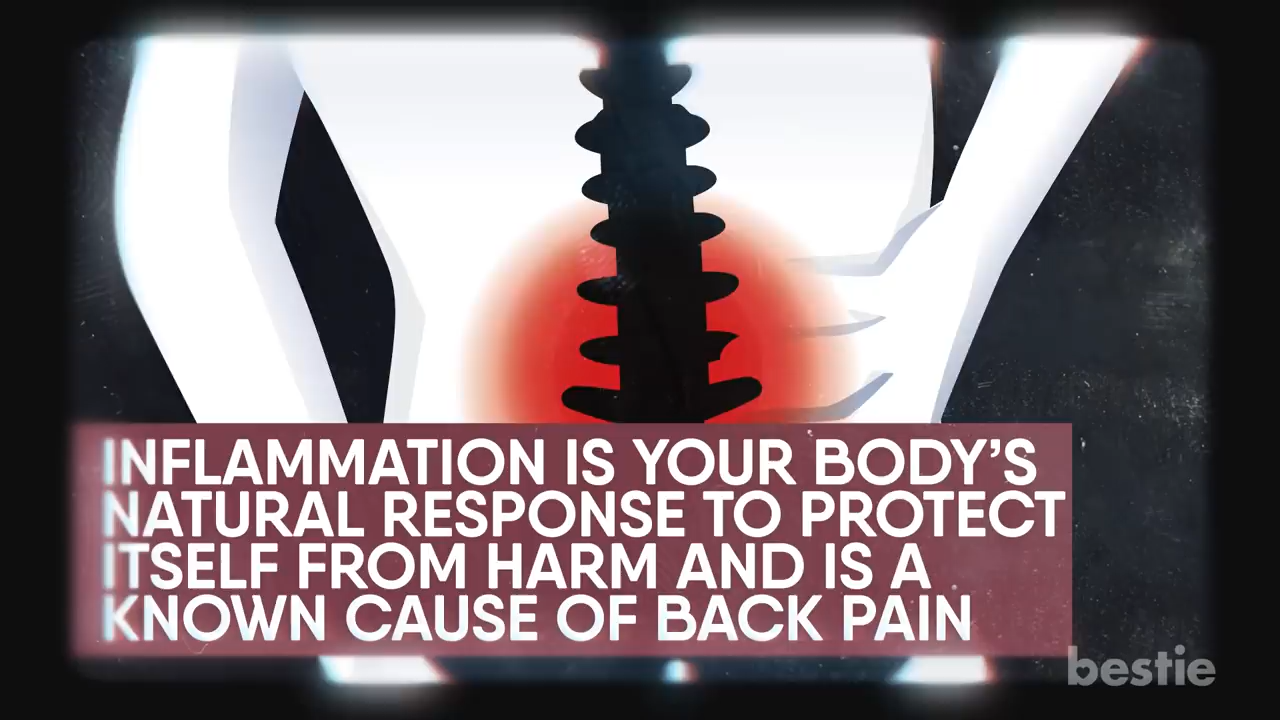 INFLAMMATION IS YOUR BODY’S
NATURAL RESPONSE TO PROTECT
ITSELF FROM HARM AND IS A
KNOWN CAUSE OF BACK PAIN
bestie